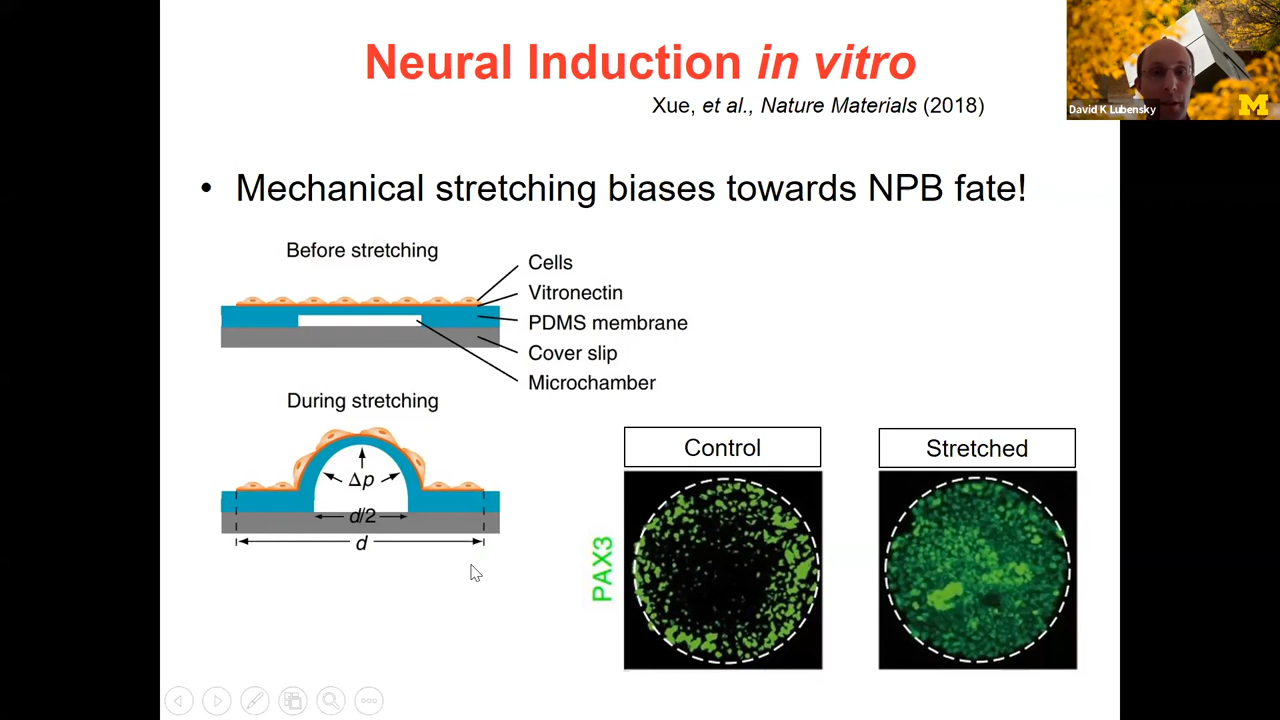 Neural Induction in vitro
Xue, et al., Nature Materials (2018)
David K Lubensky
M
• Mechanical stretching biases towards NPB fate!
Before stretching
Cells
Vitronectin
PDMS membrane
Cover slip
Microchamber
During stretching
Δp
d/2
d
Control
Stretched
PAX3